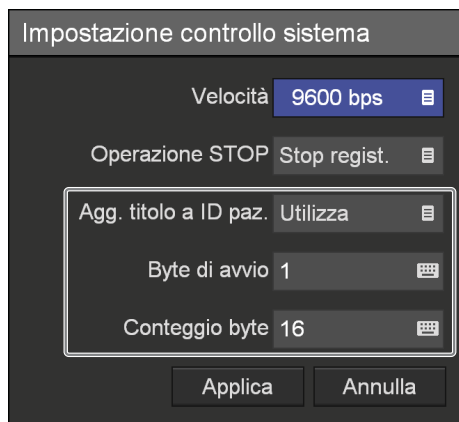 Impostazione controllo sistema
Velocità 9600 bps
Operazione STOP Stop regist.
Agg. titolo a ID paz. Utilizza
Byte di avvio 1
Conteggio byte 16
Applica Annulla